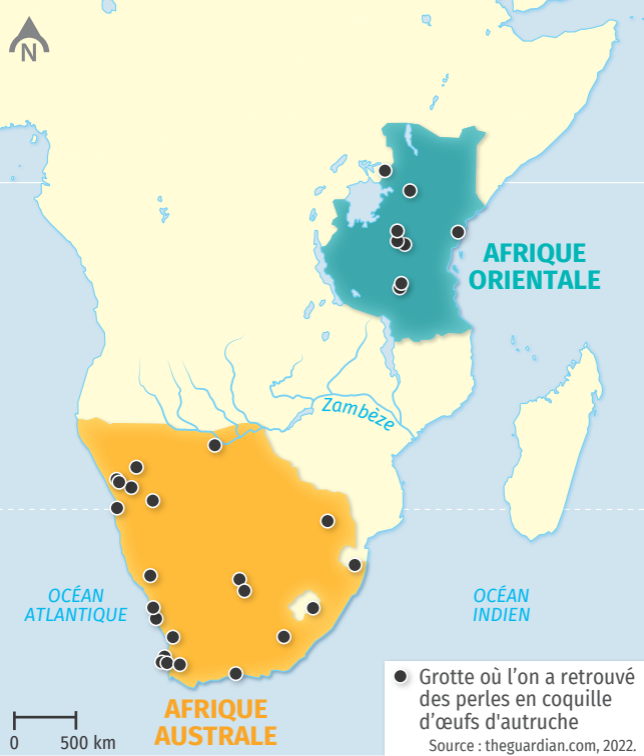 N
AFRIQUE
ORIENTALE
Zambèze
OCÉAN
ATLANTIQUE
OCÉAN
INDIEN
AFRIQUE
AUSTRALE
0 500 km
Grotte où l’on a retrouvé
des perles en coquille
d’œufs d'autruche
Source : theguardian.com, 2022.